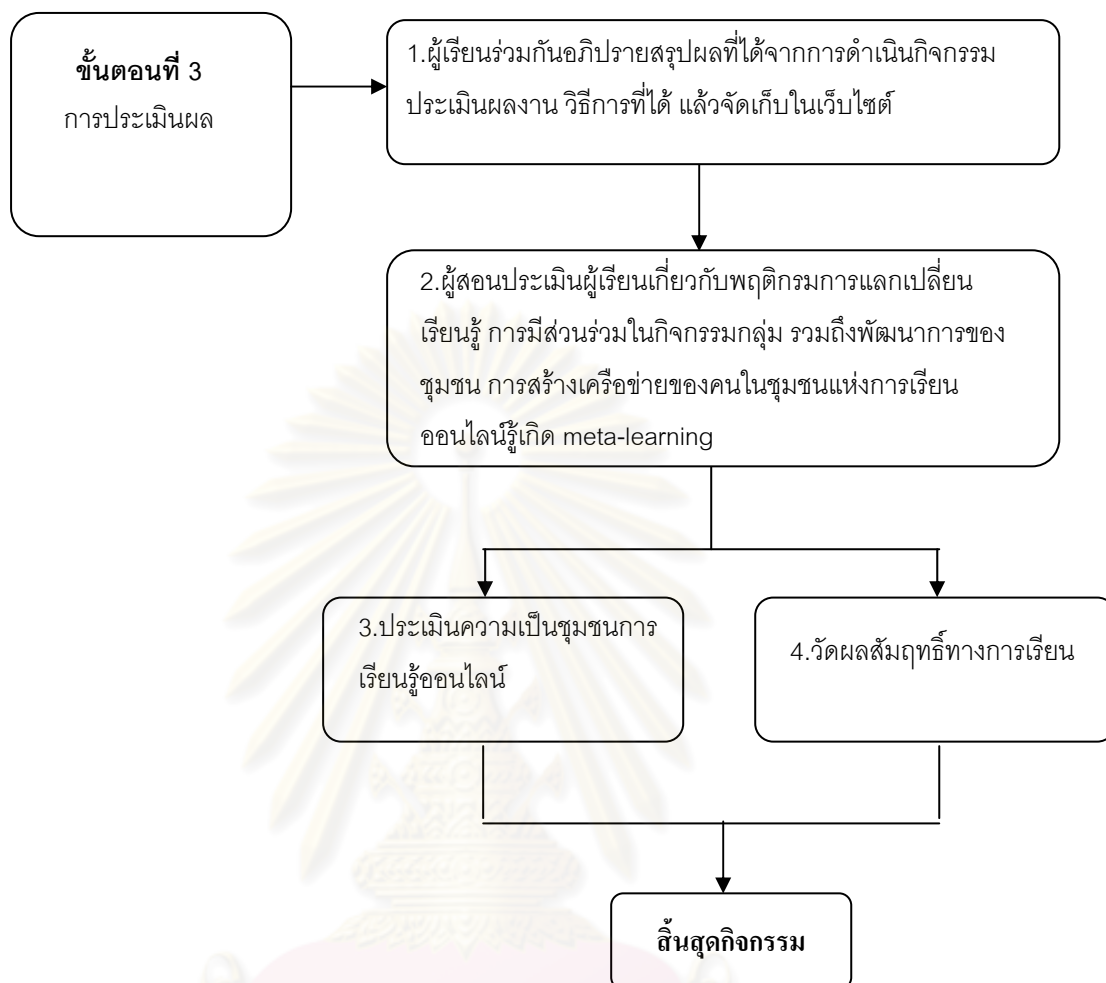 ขั้นตอนที่ 3
การประเมินผล
1.ผู้เรียนร่วมกันอภิปรายสรุปผลที่ได้จากการดำเนินกิจกรรม
ประเมินผลงาน วิธีการที่ได้ แล้วจัดเก็บในเว็บไซต์
2.ผู้สอนประเมินผู้เรียนเกี่ยวกับพฤติกรมการแลกเปลี่ยน
เรียนรู้ การมีส่วนร่วมในกิจกรรมกลุ่ม รวมถึงพัฒนาการของ
ชุมชน การสร้างเครือข่ายของคนในชุมชนแห่งการเรียน
ออนไลน์รู้เกิด meta-learning
3.ประเมินความเป็นชุมชนการ
เรียนรู้ออนไลน์
4.วัดผลสัมฤทธิ์ทางการเรียน
สิ้นสุดกิจกรรม